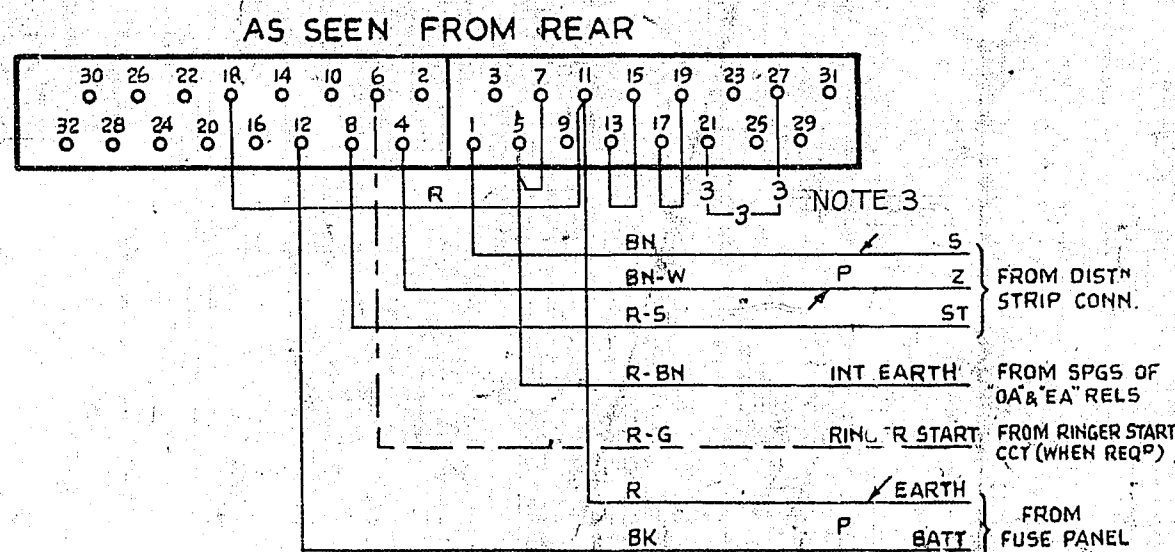 AS SEEN FROM REAR
30 26 22 18 14 10 6 2 3 7 11 15 19 23 27 31
32 28 24 20 16 12 8 4 1 5 9 13 17 21 25 29
R 3 3 NOTE 3
3
BN S
BN-W P Z FROM DISTN
R-S ST STRIP CONN.
R-BN INT EARTH FROM SPGS OF
"OA" & "EA" RELS
R-G START FROM RINGER START
CCT (WHEN REQD)
R EARTH
FROM
BK P BATT FUSE PANEL